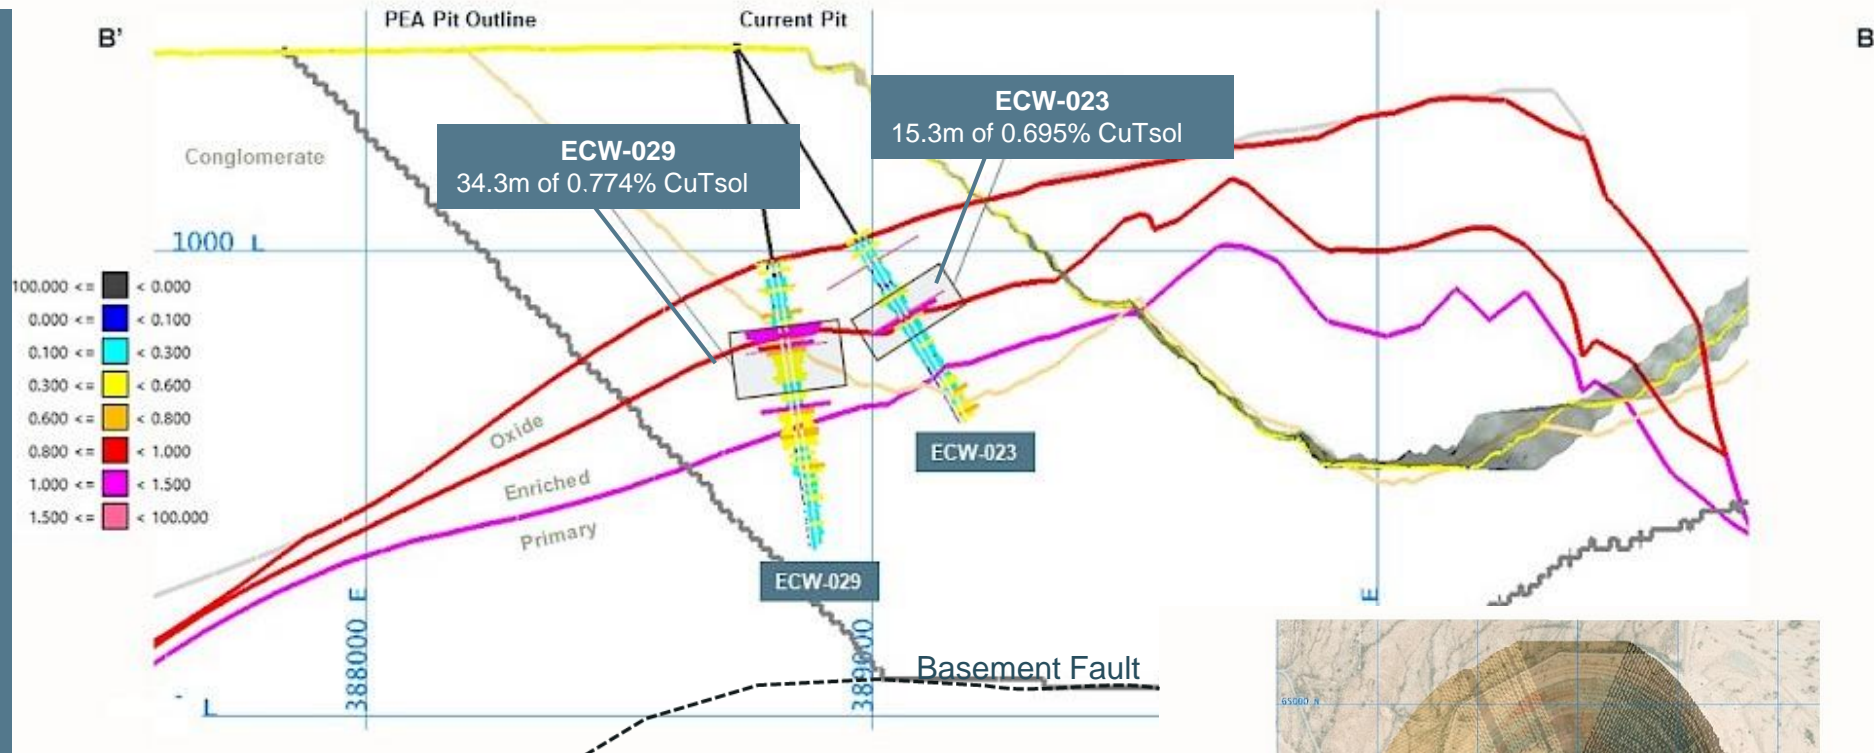 B'
PEA Pit Outline
Current Pit
B
ECW-023
15.3m of 0.695% CuTsol
ECW-029
34.3m of 0.774% CuTsol
Conglomerate
1000 L
100.000 <= < 0.000
0.000 <= < 0.100
0.100 <= < 0.300
0.300 <= < 0.600
0.600 <= < 0.800
0.800 <= < 1.000
1.000 <= < 1.500
1.500 <= < 100.000
Oxide
Enriched
Primary
ECW-023
ECW-029
388000 E
389000
E
Basement Fault
L
65000 N